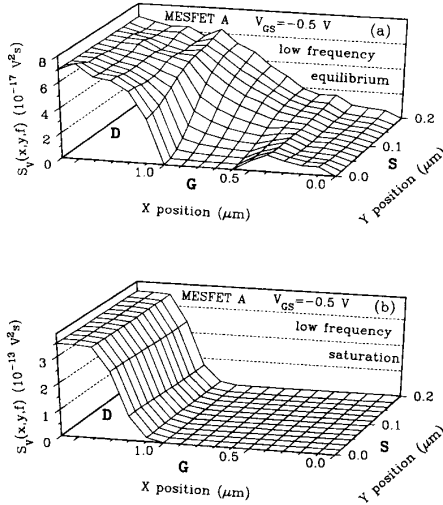 MESFET A V_GS=−0.5 V (a)
low frequency
equilibrium
S_V(x,y,f) (10⁻¹⁷ V²s)
8
6
4
2
0
D
G
S
1.0
0.5
0.0
X position (μm)
0.0
0.1
0.2
Y position (μm)
MESFET A V_GS=−0.5 V (b)
low frequency
saturation
S_V(x,y,f) (10⁻¹³ V²s)
3
2
1
0
D
G
S
1.0
0.5
0.0
X position (μm)
0.0
0.1
0.2
Y position (μm)